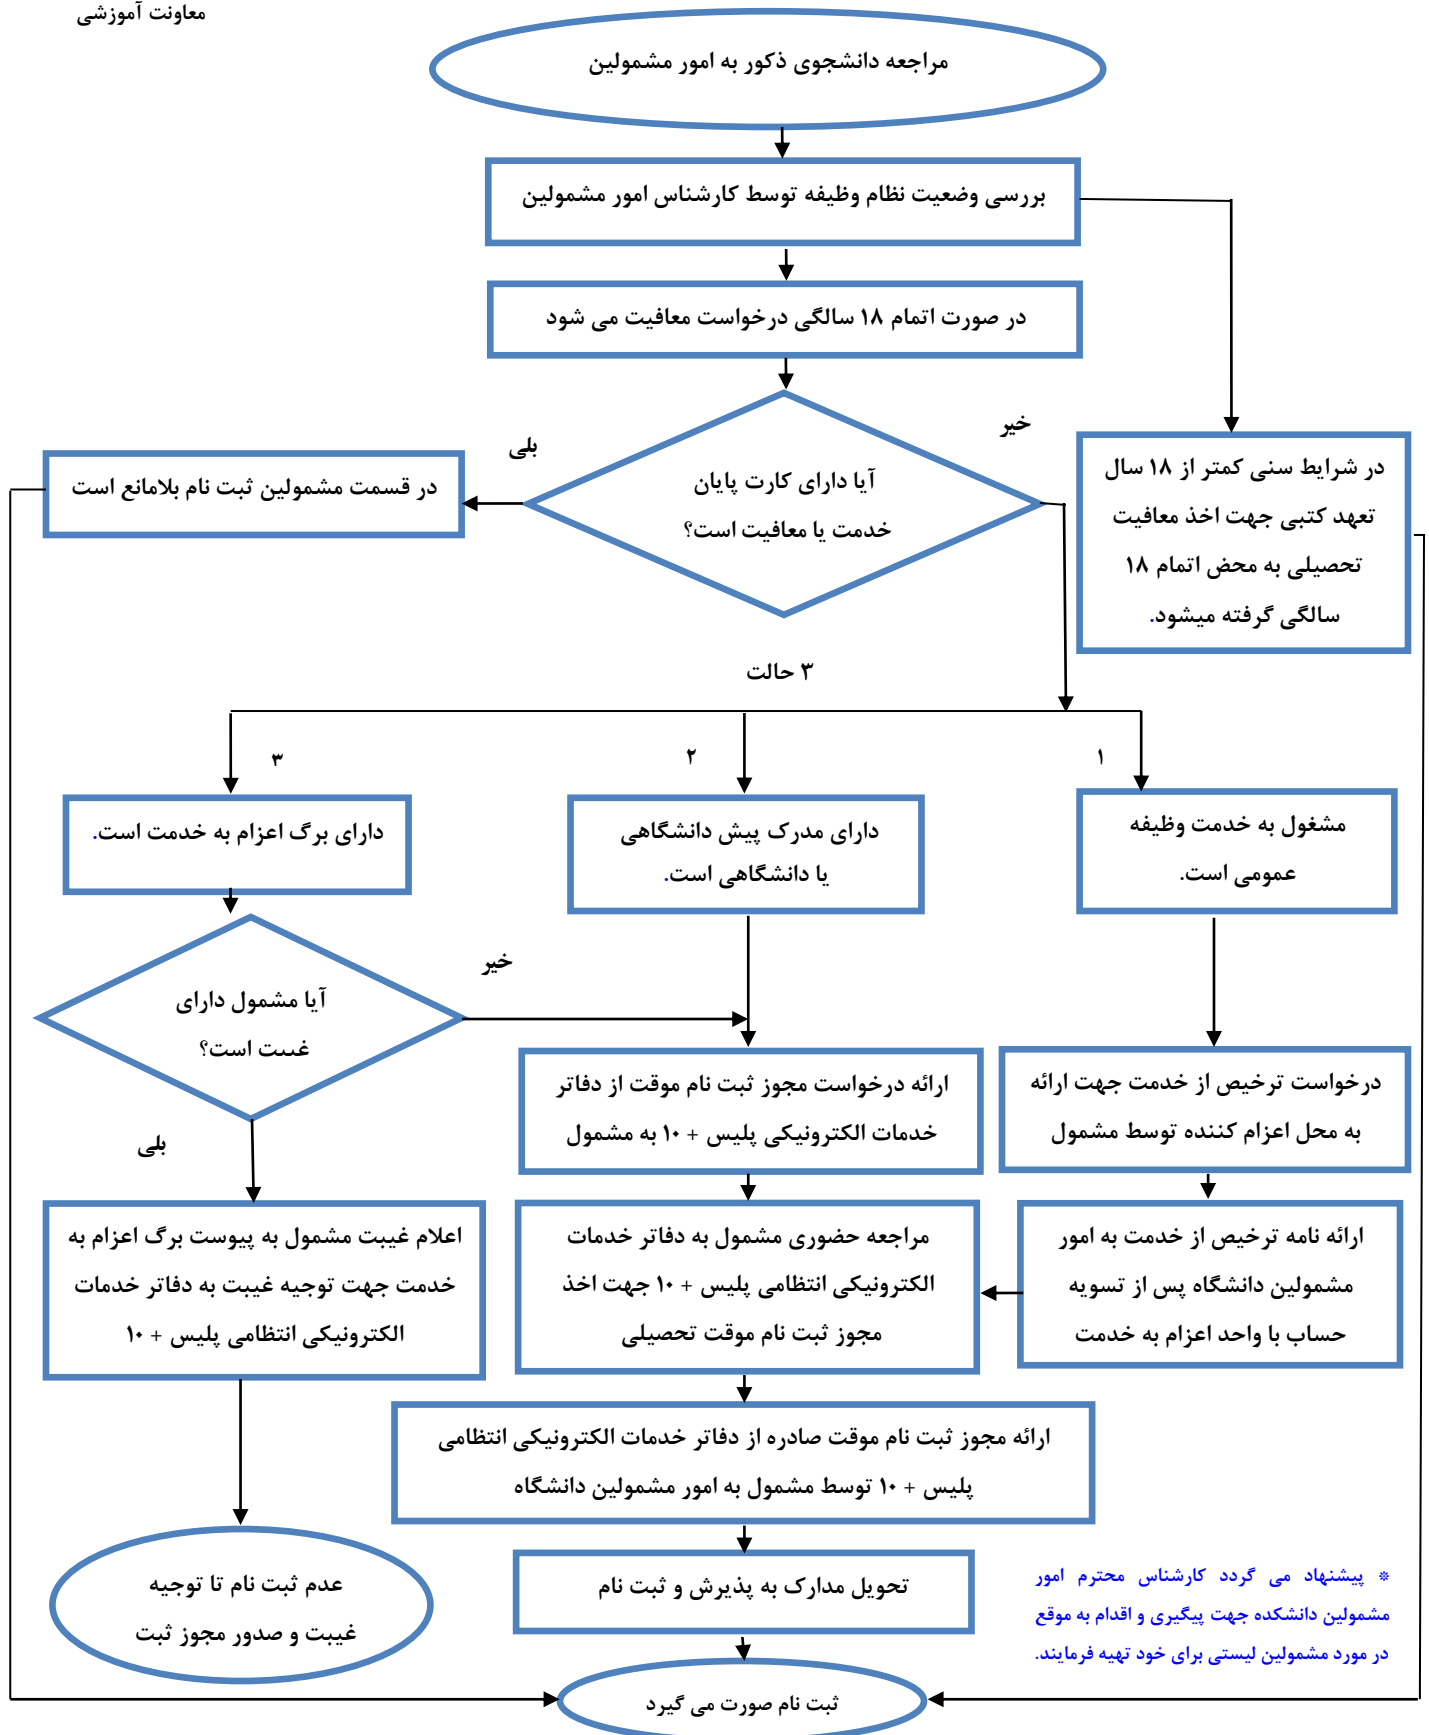 معاونت آموزشی
مراجعه دانشجوی ذکور به امور مشمولین
بررسی وضعیت نظام وظیفه توسط کارشناس امور مشمولین
در صورت اتمام ۱۸ سالگی درخواست معافیت می شود
خیر
بلی
آیا دارای کارت پایان
خدمت یا معافیت است؟
در قسمت مشمولین ثبت نام بلامانع است
در شرایط سنی کمتر از ۱۸ سال
تعهد کتبی جهت اخذ معافیت
تحصیلی به محض اتمام ۱۸
سالگی گرفته میشود.
۳ حالت
۱
۲
۳
مشغول به خدمت وظیفه
عمومی است.
دارای مدرک پیش دانشگاهی
یا دانشگاهی است.
دارای برگ اعزام به خدمت است.
خیر
آیا مشمول دارای
غیبت است؟
بلی
درخواست ترخیص از خدمت جهت ارائه
به محل اعزام کننده توسط مشمول
ارائه درخواست مجوز ثبت نام موقت از دفاتر
خدمات الکترونیکی پلیس + ۱۰ به مشمول
ارائه نامه ترخیص از خدمت به امور
مشمولین دانشگاه پس از تسویه
حساب با واحد اعزام به خدمت
مراجعه حضوری مشمول به دفاتر خدمات
الکترونیکی انتظامی پلیس + ۱۰ جهت اخذ
مجوز ثبت نام موقت تحصیلی
اعلام غیبت مشمول به پیوست برگ اعزام به
خدمت جهت توجیه غیبت به دفاتر خدمات
الکترونیکی انتظامی پلیس + ۱۰
ارائه مجوز ثبت نام موقت صادره از دفاتر خدمات الکترونیکی انتظامی
پلیس + ۱۰ توسط مشمول به امور مشمولین دانشگاه
تحویل مدارک به پذیرش و ثبت نام
عدم ثبت نام تا توجیه
غیبت و صدور مجوز ثبت
* پیشنهاد می گردد کارشناس محترم امور
مشمولین دانشکده جهت پیگیری و اقدام به موقع
در مورد مشمولین لیستی برای خود تهیه فرمایند.
ثبت نام صورت می گیرد